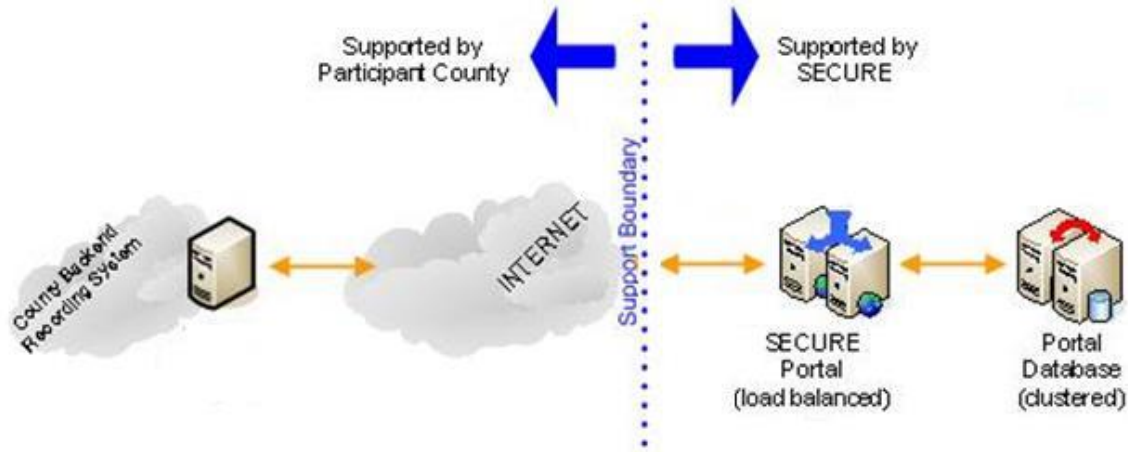 Supported by
Participant County
Supported by
SECURE
Support Boundary
County Backend
Recording System
INTERNET
SECURE
Portal
(load balanced)
Portal
Database
(clustered)